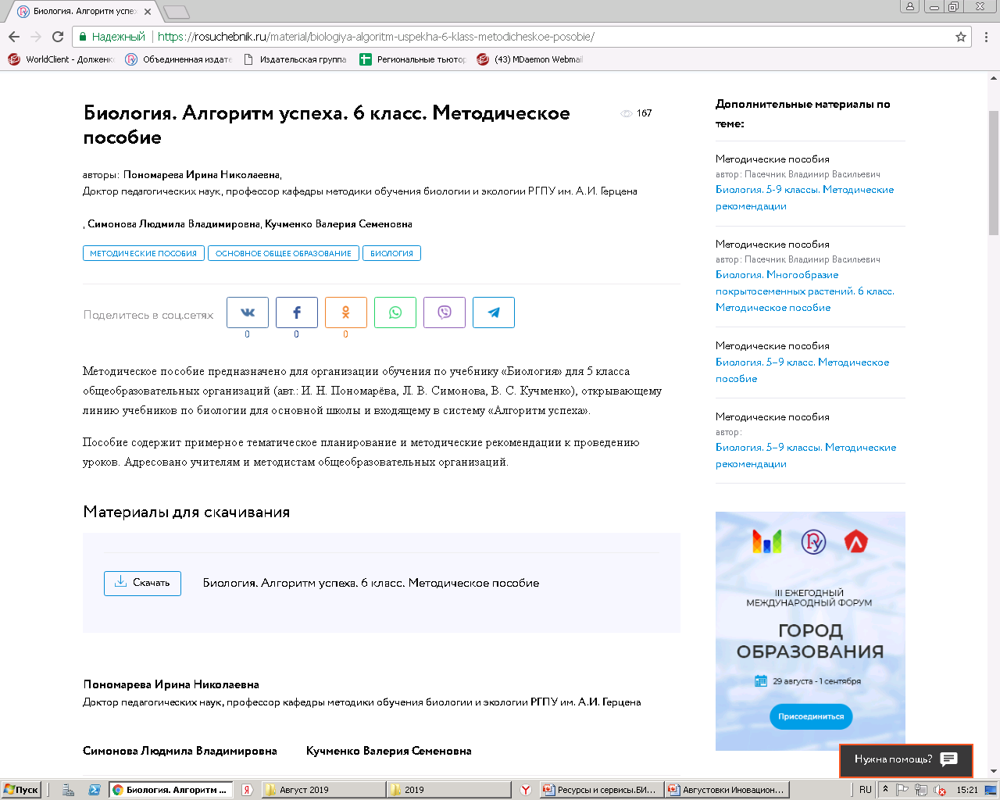 Биология. Алгоритм успех
Надежный
https://rosuchebnik.ru/material/biologiya-algoritm-uspekha-6-klass-metodicheskoe-posobie/
WorldClient - Долженк
Объединенная издате
Издательская группа
Региональные тьютор
(43) MDaemon Webmail
Биология. Алгоритм успеха. 6 класс. Методическое
пособие
167
авторы: Пономарева Ирина Николаевна,
Доктор педагогических наук, профессор кафедры методики обучения биологии и экологии РГПУ им. А.И. Герцена
, Симонова Людмила Владимировна, Кучменко Валерия Семеновна
МЕТОДИЧЕСКИЕ ПОСОБИЯ
ОСНОВНОЕ ОБЩЕЕ ОБРАЗОВАНИЕ
БИОЛОГИЯ
Поделитесь в соц.сетях
0
0
0
Методическое пособие предназначено для организации обучения по учебнику «Биология» для 5 класса
общеобразовательных организаций (авт.: И. Н. Пономарёва, Л. В. Симонова, В. С. Кучменко), открывающему
линию учебников по биологии для основной школы и входящему в систему «Алгоритм успеха».
Пособие содержит примерное тематическое планирование и методические рекомендации к проведению
уроков. Адресовано учителям и методистам общеобразовательных организаций.
Материалы для скачивания
Скачать
Биология. Алгоритм успеха. 6 класс. Методическое пособие
Пономарева Ирина Николаевна
Доктор педагогических наук, профессор кафедры методики обучения биологии и экологии РГПУ им. А.И. Герцена
Симонова Людмила Владимировна
Кучменко Валерия Семеновна
Дополнительные материалы по
теме:
Методические пособия
автор: Пасечник Владимир Васильевич
Биология. 5-9 классы. Методические
рекомендации
Методические пособия
автор: Пасечник Владимир Васильевич
Биология. Многообразие
покрытосеменных растений. 6 класс.
Методическое пособие
Методические пособия
Биология. 5–9 класс. Методическое
пособие
Методические пособия
автор:
Биология. 5–9 классы. Методические
рекомендации
III ЕЖЕГОДНЫЙ
МЕЖДУНАРОДНЫЙ ФОРУМ
ГОРОД
ОБРАЗОВАНИЯ
29 августа - 1 сентября
Присоединиться
Нужна помощь?
Пуск
Биология. Алгоритм ...
Август 2019
2019
Ресурсы и сервисы.БИ...
Августовки Иновацион...
RU
15:21